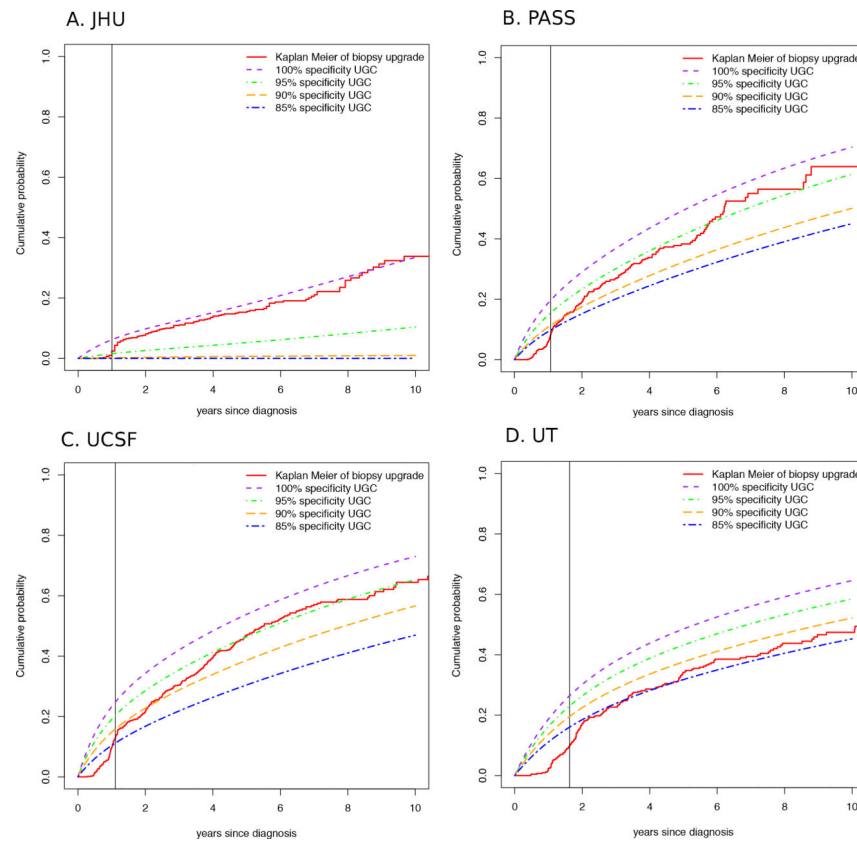 A. JHU
Kaplan Meier of biopsy upgrade
100% specificity UGC
95% specificity UGC
90% specificity UGC
85% specificity UGC
Cumulative probability
0.0 0.2 0.4 0.6 0.8 1.0
0 2 4 6 8 10
years since diagnosis
B. PASS
Kaplan Meier of biopsy upgrade
100% specificity UGC
95% specificity UGC
90% specificity UGC
85% specificity UGC
Cumulative probability
0.0 0.2 0.4 0.6 0.8 1.0
0 2 4 6 8 10
years since diagnosis
C. UCSF
Kaplan Meier of biopsy upgrade
100% specificity UGC
95% specificity UGC
90% specificity UGC
85% specificity UGC
Cumulative probability
0.0 0.2 0.4 0.6 0.8 1.0
0 2 4 6 8 10
years since diagnosis
D. UT
Kaplan Meier of biopsy upgrade
100% specificity UGC
95% specificity UGC
90% specificity UGC
85% specificity UGC
Cumulative probability
0.0 0.2 0.4 0.6 0.8 1.0
0 2 4 6 8 10
years since diagnosis